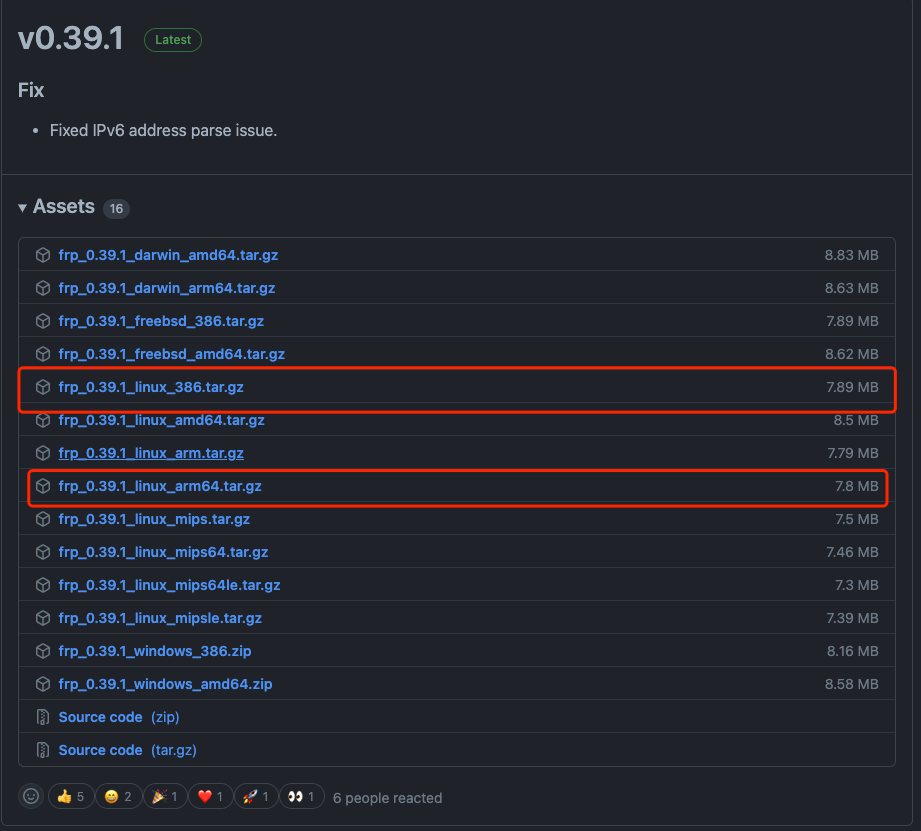 v0.39.1 Latest
Fix
• Fixed IPv6 address parse issue.
▾ Assets 16
frp_0.39.1_darwin_amd64.tar.gz 8.83 MB
frp_0.39.1_darwin_arm64.tar.gz 8.63 MB
frp_0.39.1_freebsd_386.tar.gz 7.89 MB
frp_0.39.1_freebsd_amd64.tar.gz 8.62 MB
frp_0.39.1_linux_386.tar.gz 7.89 MB
frp_0.39.1_linux_amd64.tar.gz 8.5 MB
frp_0.39.1_linux_arm.tar.gz 7.79 MB
frp_0.39.1_linux_arm64.tar.gz 7.8 MB
frp_0.39.1_linux_mips.tar.gz 7.5 MB
frp_0.39.1_linux_mips64.tar.gz 7.46 MB
frp_0.39.1_linux_mips64le.tar.gz 7.3 MB
frp_0.39.1_linux_mipsle.tar.gz 7.39 MB
frp_0.39.1_windows_386.zip 8.16 MB
frp_0.39.1_windows_amd64.zip 8.58 MB
Source code (zip)
Source code (tar.gz)
👍 5 😄 2 🎉 1 ❤️ 1 🚀 1 👀 1 6 people reacted